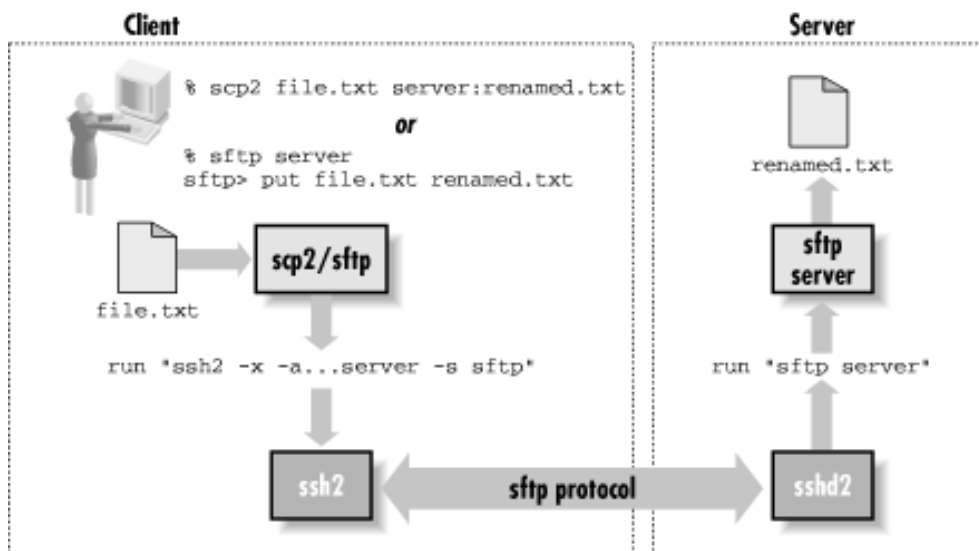 Client
% scp2 file.txt server:renamed.txt
or
% sftp server
sftp> put file.txt renamed.txt
file.txt
scp2/sftp
run "ssh2 -x -a...server -s sftp"
ssh2
sftp protocol
Server
renamed.txt
sftp
server
run "sftp server"
sshd2